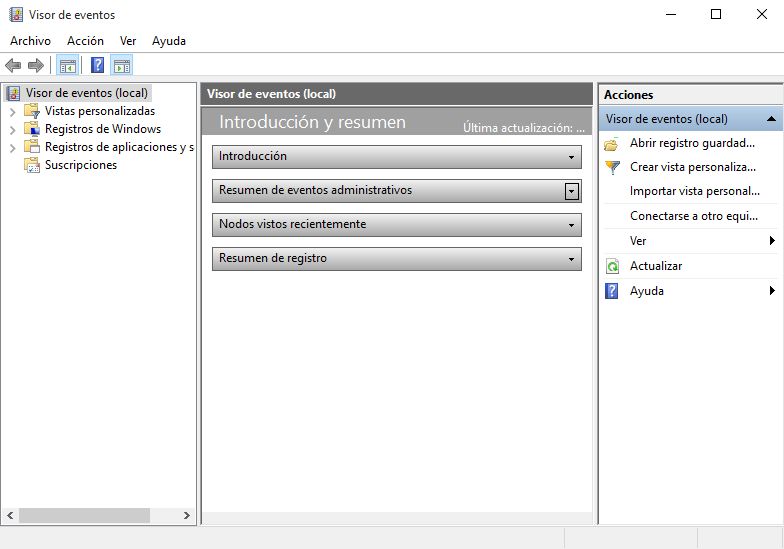 Visor de eventos
Archivo Acción Ver Ayuda
Visor de eventos (local)
Vistas personalizadas
Registros de Windows
Registros de aplicaciones y s
Suscripciones
Visor de eventos (local)
Introducción y resumen
Última actualización: ...
Introducción
Resumen de eventos administrativos
Nodos vistos recientemente
Resumen de registro
Acciones
Visor de eventos (local)
Abrir registro guardad...
Crear vista personaliza...
Importar vista personal...
Conectarse a otro equi...
Ver
Actualizar
Ayuda